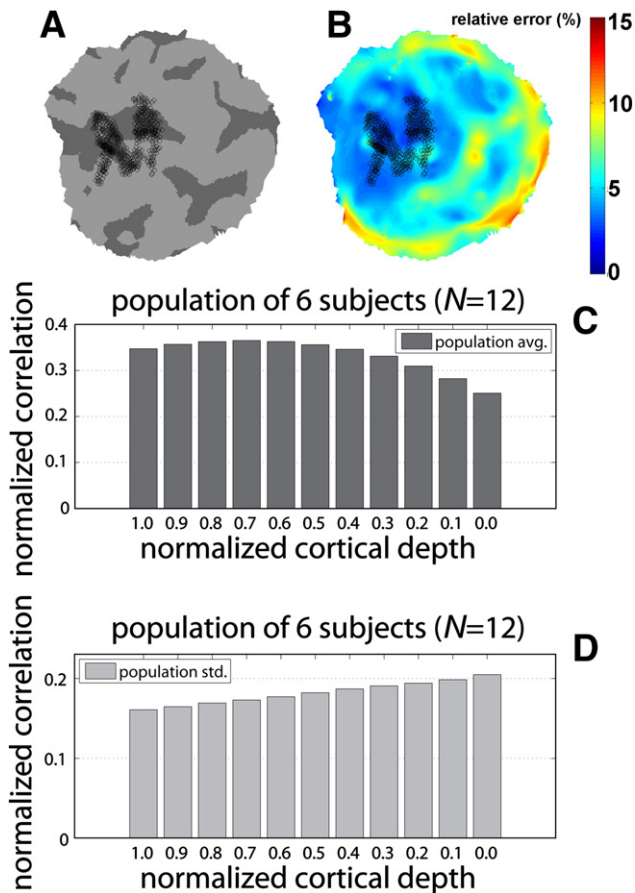 A
B
relative error (%)
15
10
5
0
population of 6 subjects (N=12)
C
normalized correlation
0.4
0.3
0.2
0.1
0
population avg.
1.0 0.9 0.8 0.7 0.6 0.5 0.4 0.3 0.2 0.1 0.0
normalized cortical depth
population of 6 subjects (N=12)
D
normalized correlation
0.2
0.1
0
population std.
1.0 0.9 0.8 0.7 0.6 0.5 0.4 0.3 0.2 0.1 0.0
normalized cortical depth